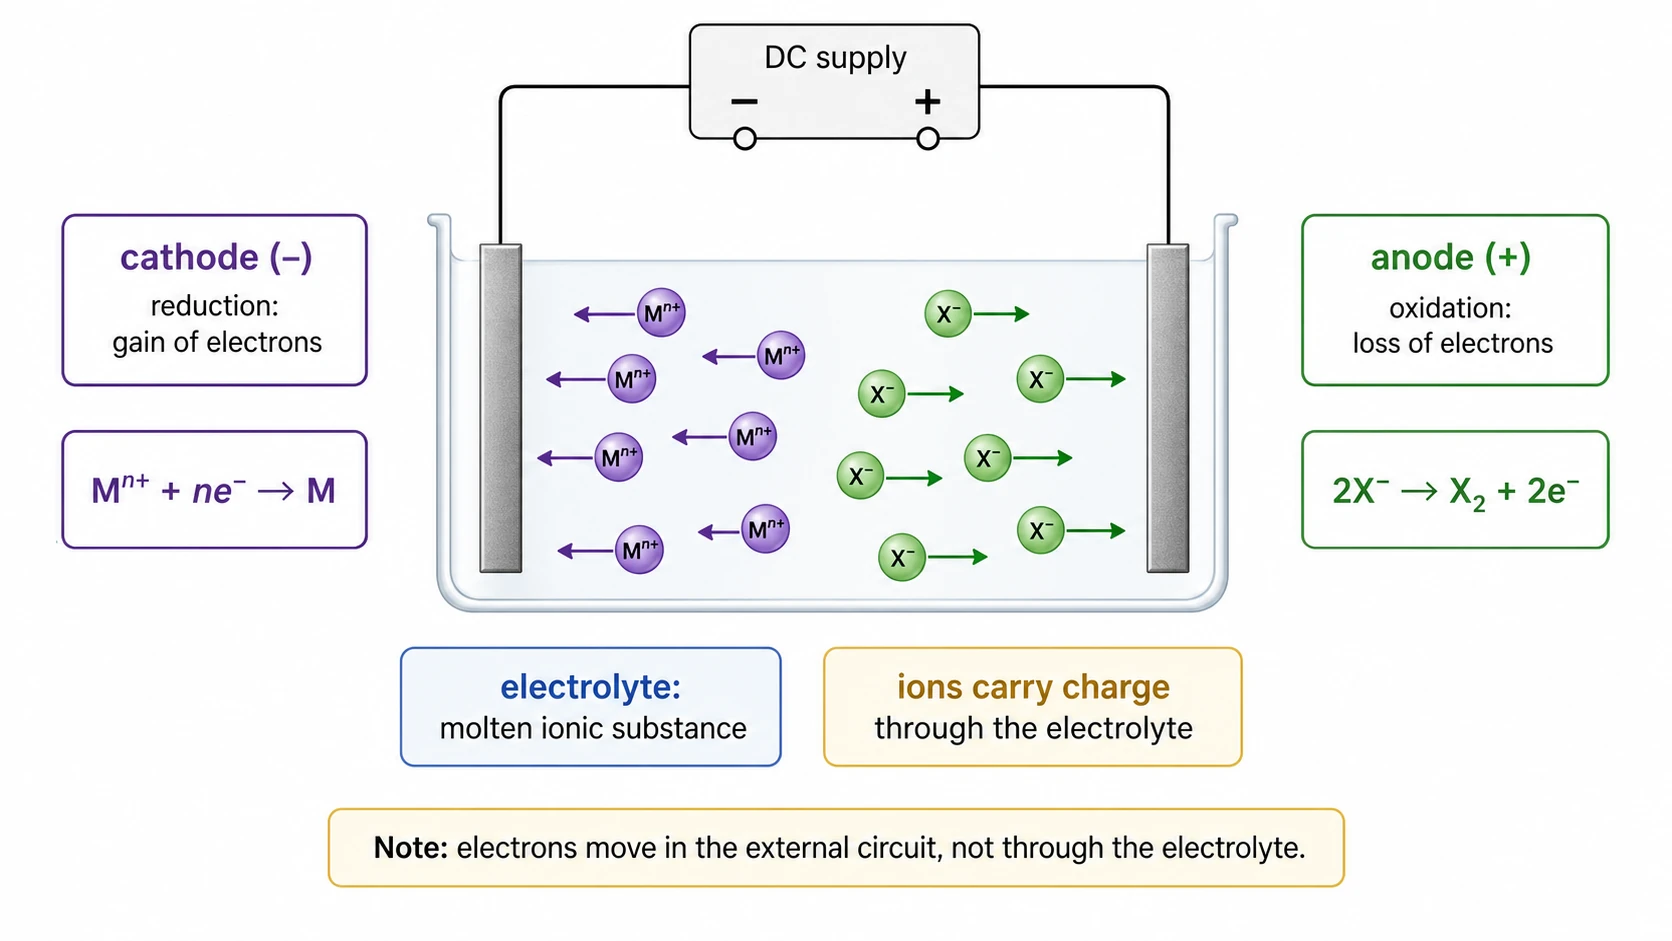 DC supply
− +
cathode (–)
reduction:
gain of electrons
Mⁿ⁺ + ne⁻ → M
Mⁿ⁺
Mⁿ⁺
Mⁿ⁺
Mⁿ⁺
Mⁿ⁺
Mⁿ⁺
Mⁿ⁺
X⁻
X⁻
X⁻
X⁻
X⁻
X⁻
X⁻
anode (+)
oxidation:
loss of electrons
2X⁻ → X₂ + 2e⁻
electrolyte:
molten ionic substance
ions carry charge
through the electrolyte
Note: electrons move in the external circuit, not through the electrolyte.